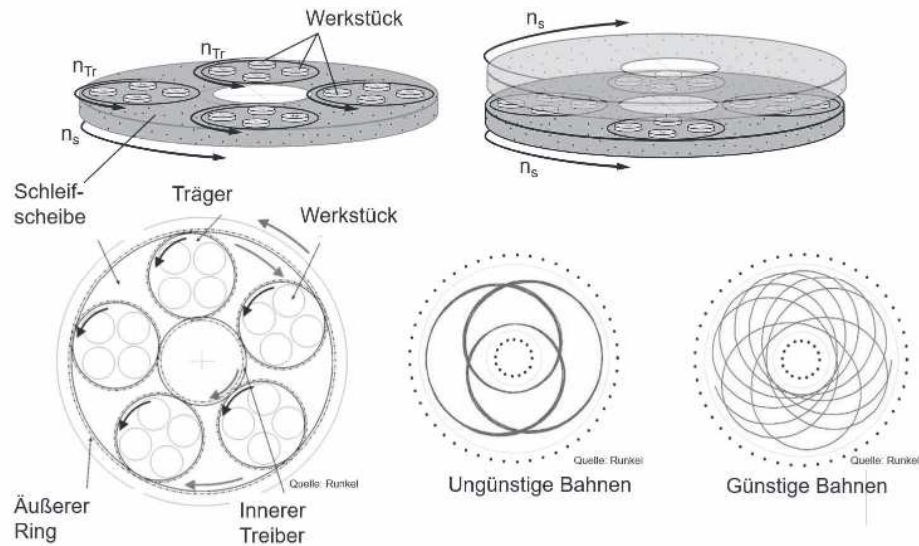 Werkstück
n_Tr
n_Tr
n_s
n_s
n_s
Schleif-
scheibe
Träger
Werkstück
Quelle: Runkel
Äußerer
Ring
Innerer
Treiber
Quelle: Runkel
Ungünstige Bahnen
Quelle: Runkel
Günstige Bahnen